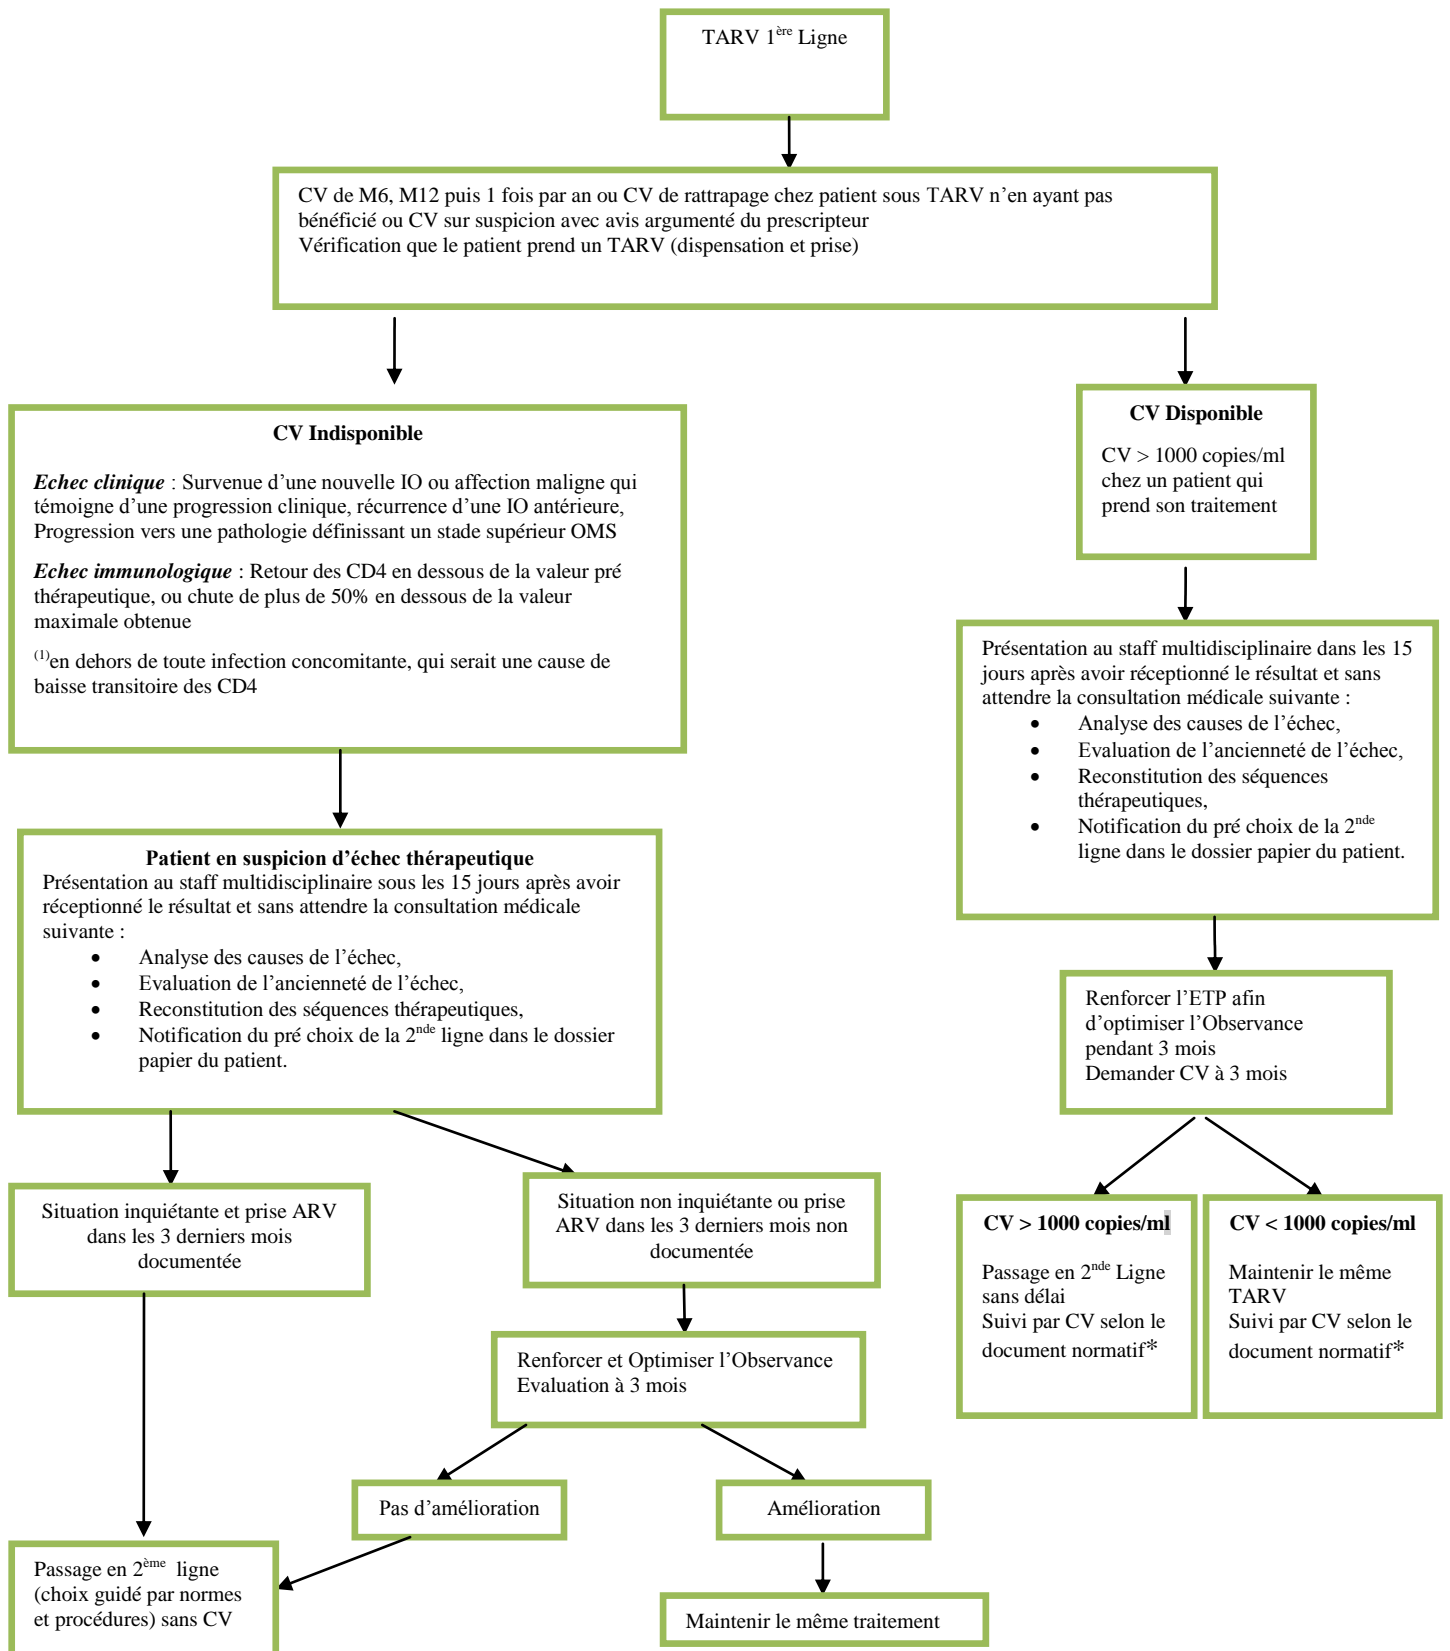 TARV 1ère Ligne
CV de M6, M12 puis 1 fois par an ou CV de rattrapage chez patient sous TARV n’en ayant pas
bénéficié ou CV sur suspicion avec avis argumenté du prescripteur
Vérification que le patient prend un TARV (dispensation et prise)
CV Indisponible
Echec clinique : Survenue d’une nouvelle IO ou affection maligne qui
témoigne d’une progression clinique, récurrence d’une IO antérieure,
Progression vers une pathologie définissant un stade supérieur OMS
Echec immunologique : Retour des CD4 en dessous de la valeur pré
thérapeutique, ou chute de plus de 50% en dessous de la valeur
maximale obtenue
(1)en dehors de toute infection concomitante, qui serait une cause de
baisse transitoire des CD4
CV Disponible
CV > 1000 copies/ml
chez un patient qui
prend son traitement
Présentation au staff multidisciplinaire dans les 15
jours après avoir réceptionné le résultat et sans
attendre la consultation médicale suivante :
• Analyse des causes de l’échec,
• Evaluation de l’ancienneté de l’échec,
• Reconstitution des séquences
thérapeutiques,
• Notification du pré choix de la 2nde
ligne dans le dossier papier du patient.
Patient en suspicion d’échec thérapeutique
Présentation au staff multidisciplinaire sous les 15 jours après avoir
réceptionné le résultat et sans attendre la consultation médicale
suivante :
• Analyse des causes de l’échec,
• Evaluation de l’ancienneté de l’échec,
• Reconstitution des séquences thérapeutiques,
• Notification du pré choix de la 2nde ligne dans le dossier
papier du patient.
Renforcer l’ETP afin
d’optimiser l’Observance
pendant 3 mois
Demander CV à 3 mois
Situation inquiétante et prise ARV
dans les 3 derniers mois
documentée
Situation non inquiétante ou prise
ARV dans les 3 derniers mois non
documentée
CV > 1000 copies/ml
Passage en 2nde Ligne
sans délai
Suivi par CV selon le
document normatif*
CV < 1000 copies/ml
Maintenir le même
TARV
Suivi par CV selon le
document normatif*
Renforcer et Optimiser l’Observance
Evaluation à 3 mois
Pas d’amélioration
Amélioration
Passage en 2ème ligne
(choix guidé par normes
et procédures) sans CV
Maintenir le même traitement